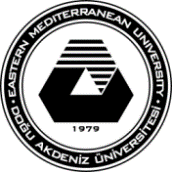 EASTERN MEDITERRANEAN UNIVERSITY
1979
DOĞU AKDENİZ ÜNİVERSİTESİ